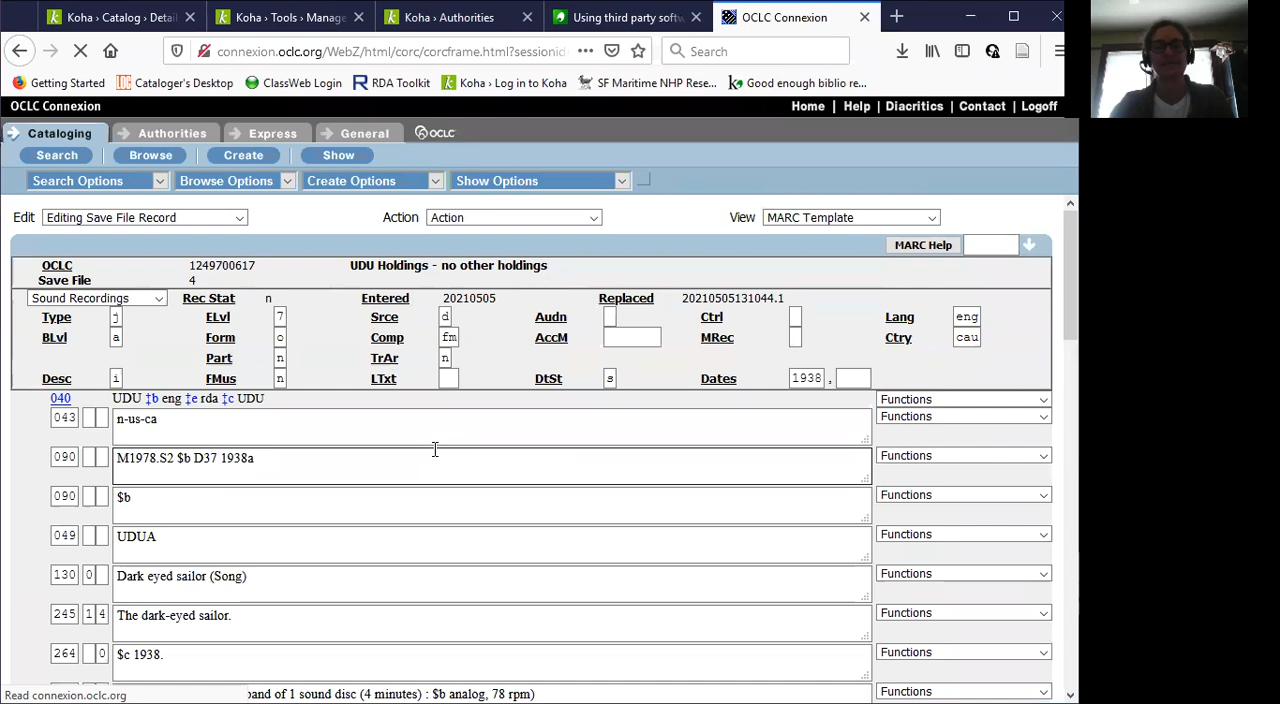 Koha › Catalog › Detail
Koha › Tools › Manage
Koha › Authorities
Using third party softw
OCLC Connexion
connexion.oclc.org/WebZ/html/corc/corcframe.html?sessionid
Search
Getting Started Cataloger's Desktop ClassWeb Login RDA Toolkit Koha › Log in to Koha SF Maritime NHP Rese... Good enough biblio re...
OCLC Connexion Home | Help | Diacritics | Contact | Logoff
Cataloging Authorities Express General OCLC
Search Browse Create Show
Search Options Browse Options Create Options Show Options
Edit Editing Save File Record Action Action View MARC Template
MARC Help
OCLC 1249700617 UDU Holdings - no other holdings
Save File 4
Sound Recordings Rec Stat n Entered 20210505 Replaced 20210505131044.1
Type j ELvl 7 Srce d Audn Ctrl Lang eng
BLvl a Form o Comp fm AccM MRec Ctry cau
Part n TrAr n
Desc i FMus n LTxt DtSt s Dates 1938 ,
040 UDU ‡b eng ‡e rda ‡c UDU Functions
043 n-us-ca Functions
090 M1978.S2 $b D37 1938a Functions
090 $b Functions
049 UDUA Functions
130 0 Dark eyed sailor (Song) Functions
245 1 4 The dark-eyed sailor. Functions
264 0 $c 1938. Functions
band of 1 sound disc (4 minutes) : $b analog, 78 rpm) Functions
Read connexion.oclc.org